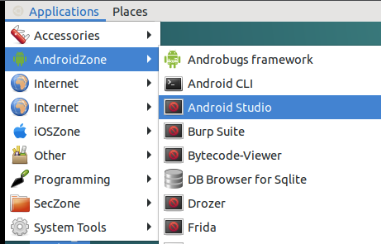 Applications Places
Accessories
AndroidZone
Internet
Internet
iOSZone
Other
Programming
SecZone
System Tools
Androbugs framework
Android CLI
Android Studio
Burp Suite
Bytecode-Viewer
DB Browser for Sqlite
Drozer
Frida